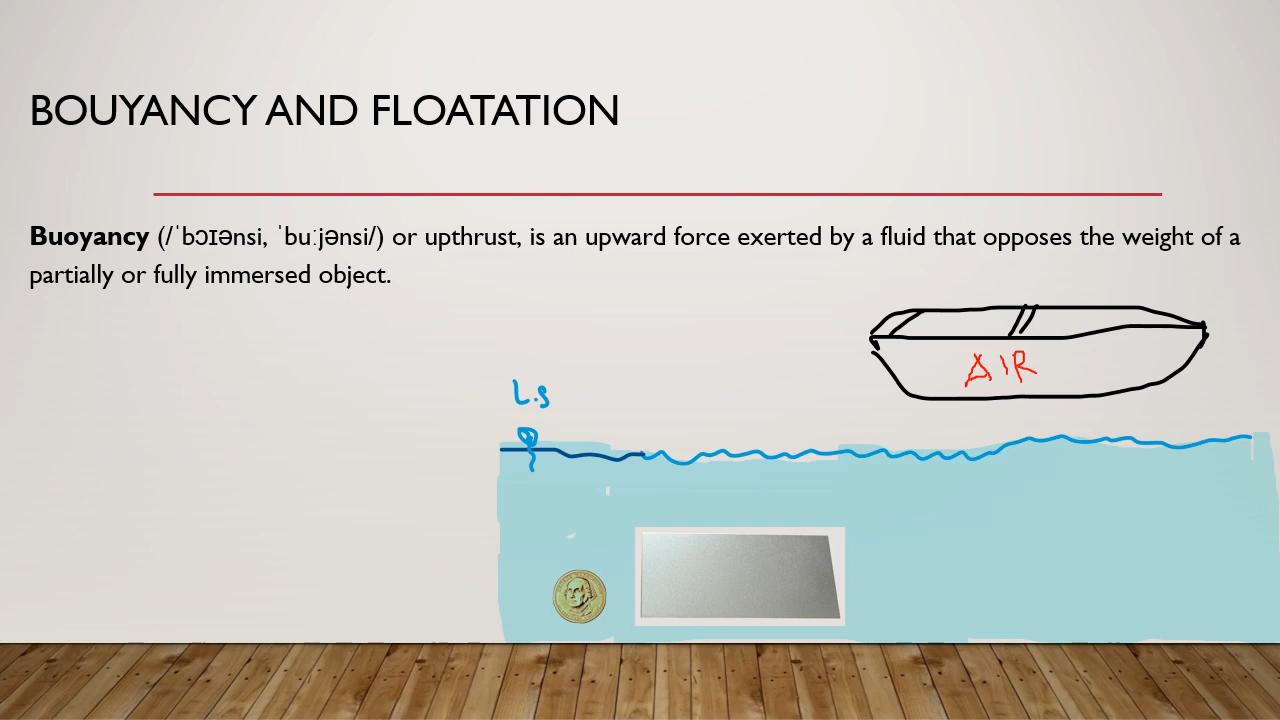 BOUYANCY AND FLOATATION
Buoyancy (/ˈbɔɪənsi, ˈbuːjənsi/) or upthrust, is an upward force exerted by a fluid that opposes the weight of a
partially or fully immersed object.
AIR
L.S